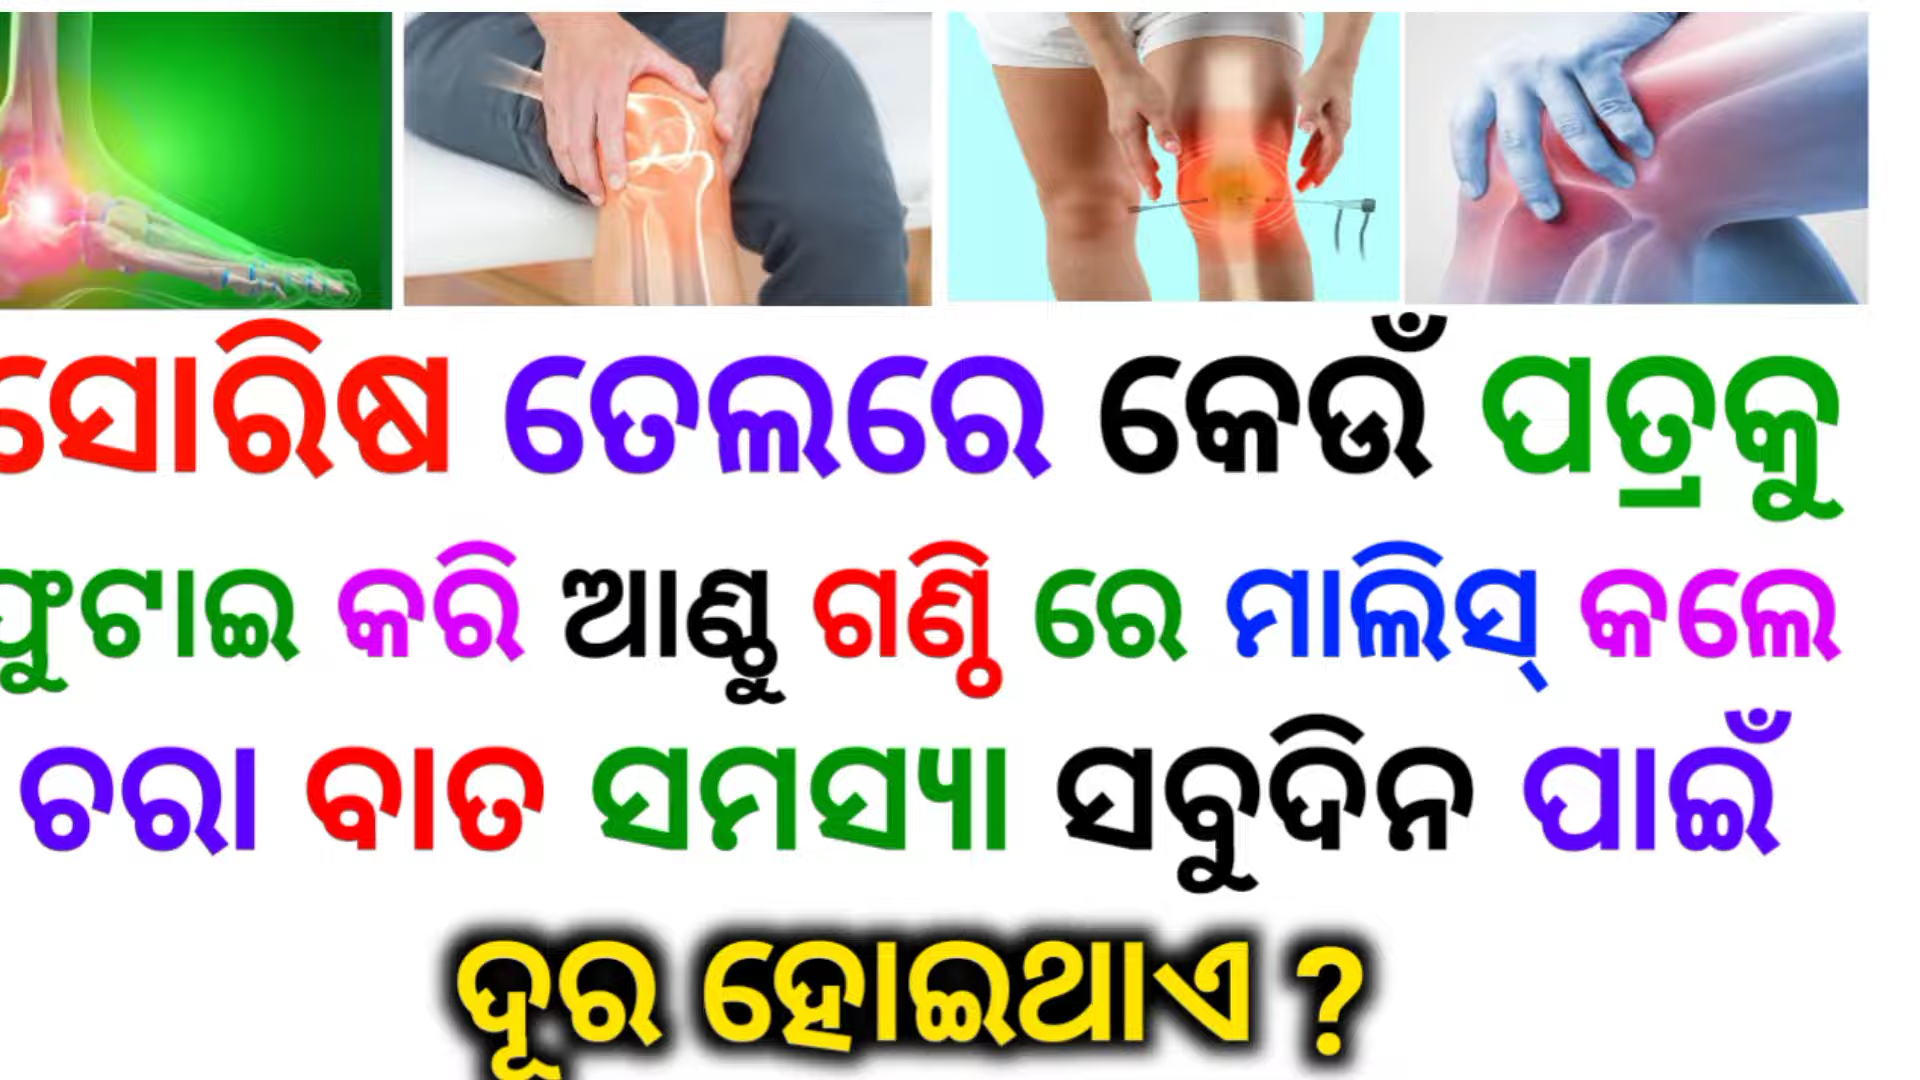 ସୋରିଷ ତେଲରେ କେଉଁ ପତ୍ରକୁ
ଫୁଟାଇ କରି ଆଣ୍ଠୁ ଗଣ୍ଠି ରେ ମାଲିସ୍ କଲେ
ଚରା ବାତ ସମସ୍ୟା ସବୁଦିନ ପାଇଁ
ଦୂର ହୋଇଥାଏ ?